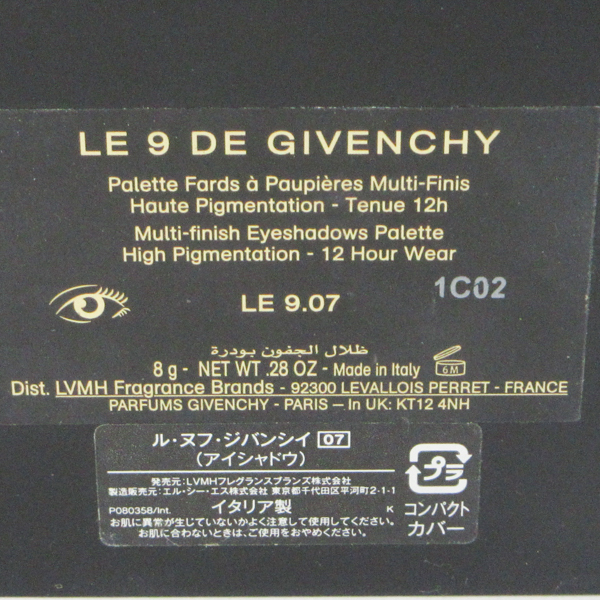 LE 9 DE GIVENCHY
Palette Fards à Paupières Multi-Finis
Haute Pigmentation - Tenue 12h
Multi-finish Eyeshadows Palette
High Pigmentation - 12 Hour Wear
LE 9.07
1C02
ظلال الجفون بودرة
8 g - NET WT .28 OZ - Made in Italy
6M
Dist. LVMH Fragrance Brands - 92300 LEVALLOIS PERRET - FRANCE
PARFUMS GIVENCHY - PARIS – In UK: KT12 4NH
ル・ヌフ・ジバンシイ 07
(アイシャドウ)
発売元:LVMHフレグランスブランズ株式会社
製造販売元:エル・シー・エス株式会社 東京都千代田区平河町2-1-1
P080358/Int. イタリア製 K
お肌に異常が生じていないかよく注意して使用してください。
お肌に合わないときは、ご使用をおやめください。
プラ
コンパクト
カバー